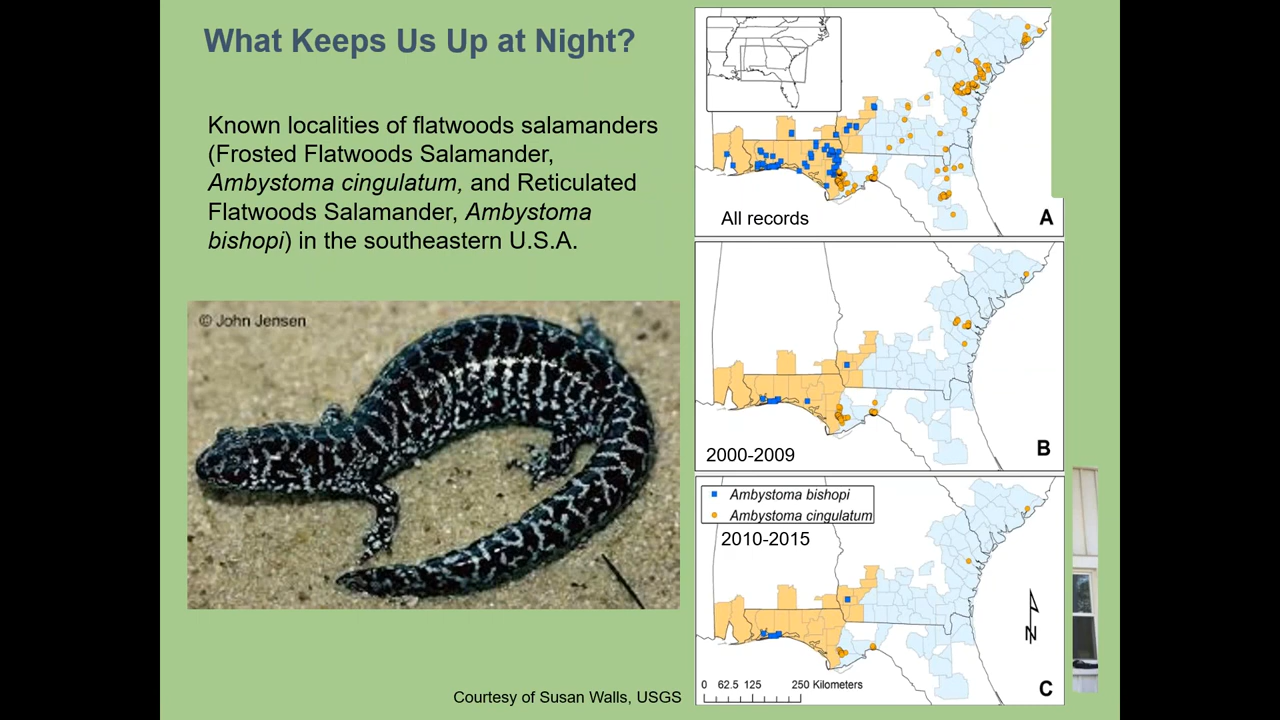 What Keeps Us Up at Night?
Known localities of flatwoods salamanders
(Frosted Flatwoods Salamander,
Ambystoma cingulatum, and Reticulated
Flatwoods Salamander, Ambystoma
bishopi) in the southeastern U.S.A.
© John Jensen
Courtesy of Susan Walls, USGS
All records
A
2000-2009
B
Ambystoma bishopi
Ambystoma cingulatum
2010-2015
N
0 62.5 125 250 Kilometers
C